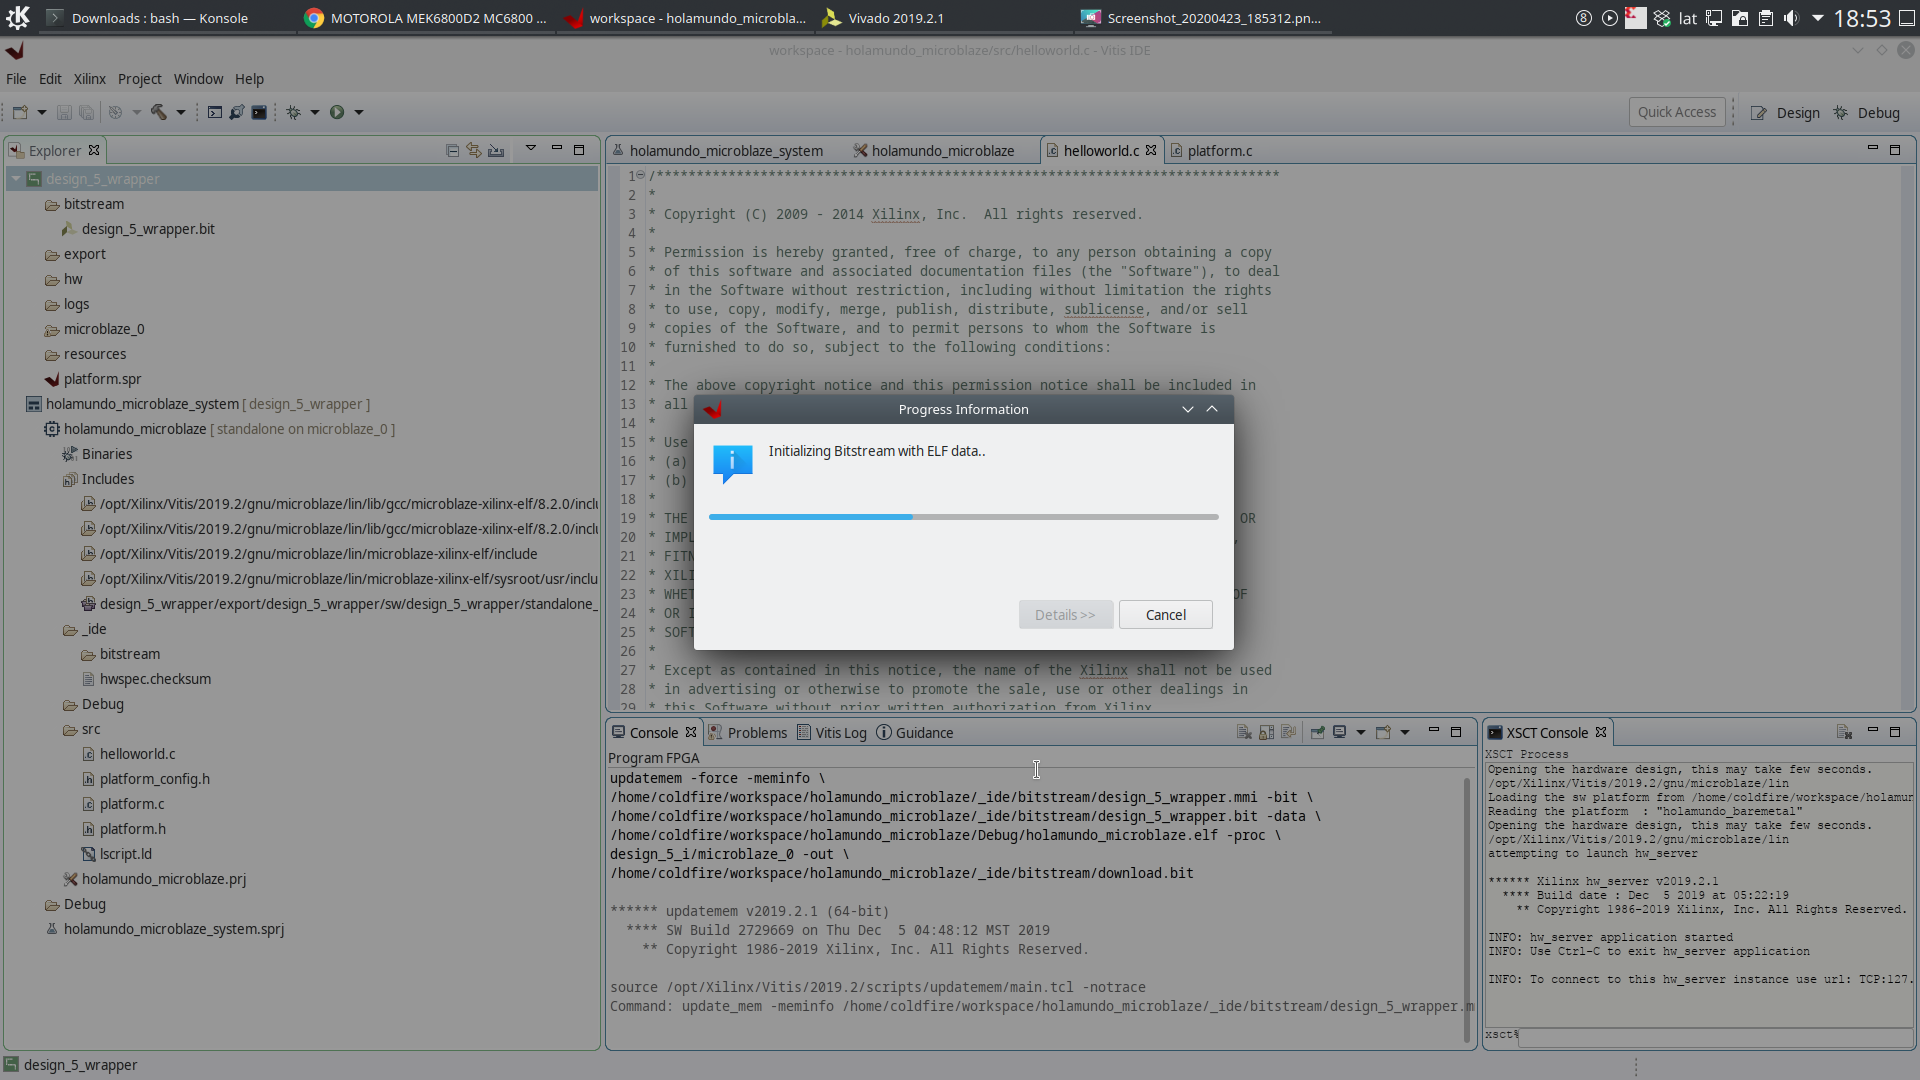 Downloads : bash — Konsole
MOTOROLA MEK6800D2 MC6800 ...
workspace - holamundo_microbla...
Vivado 2019.2.1
Screenshot_20200423_185312.pn...
8
lat
18:53
workspace - holamundo_microblaze/src/helloworld.c - Vitis IDE
File Edit Xilinx Project Window Help
Quick Access
Design
Debug
Explorer
design_5_wrapper
bitstream
design_5_wrapper.bit
export
hw
logs
microblaze_0
resources
platform.spr
holamundo_microblaze_system [ design_5_wrapper ]
holamundo_microblaze [ standalone on microblaze_0 ]
Binaries
Includes
/opt/Xilinx/Vitis/2019.2/gnu/microblaze/lin/lib/gcc/microblaze-xilinx-elf/8.2.0/inclu
/opt/Xilinx/Vitis/2019.2/gnu/microblaze/lin/lib/gcc/microblaze-xilinx-elf/8.2.0/inclu
/opt/Xilinx/Vitis/2019.2/gnu/microblaze/lin/microblaze-xilinx-elf/include
/opt/Xilinx/Vitis/2019.2/gnu/microblaze/lin/microblaze-xilinx-elf/sysroot/usr/inclu
design_5_wrapper/export/design_5_wrapper/sw/design_5_wrapper/standalone_
_ide
bitstream
hwspec.checksum
Debug
src
helloworld.c
platform_config.h
platform.c
platform.h
lscript.ld
holamundo_microblaze.prj
Debug
holamundo_microblaze_system.sprj
holamundo_microblaze_system
holamundo_microblaze
helloworld.c
platform.c
1 /******************************************************************************
2 *
3 * Copyright (C) 2009 - 2014 Xilinx, Inc.  All rights reserved.
4 *
5 * Permission is hereby granted, free of charge, to any person obtaining a copy
6 * of this software and associated documentation files (the "Software"), to deal
7 * in the Software without restriction, including without limitation the rights
8 * to use, copy, modify, merge, publish, distribute, sublicense, and/or sell
9 * copies of the Software, and to permit persons to whom the Software is
10 * furnished to do so, subject to the following conditions:
11 *
12 * The above copyright notice and this permission notice shall be included in
13 * all
14 *
15 * Use
16 * (a)
17 * (b)
18 *
19 * THE OR
20 * IMPL ,
21 * FITN
22 * XILI
23 * WHET OF
24 * OR I
25 * SOFT
26 *
27 * Except as contained in this notice, the name of the Xilinx shall not be used
28 * in advertising or otherwise to promote the sale, use or other dealings in
29 * this Software without prior written authorization from Xilinx
Progress Information
Initializing Bitstream with ELF data..
Details >>
Cancel
Console
Problems
Vitis Log
Guidance
Program FPGA
updatemem -force -meminfo \
/home/coldfire/workspace/holamundo_microblaze/_ide/bitstream/design_5_wrapper.mmi -bit \
/home/coldfire/workspace/holamundo_microblaze/_ide/bitstream/design_5_wrapper.bit -data \
/home/coldfire/workspace/holamundo_microblaze/Debug/holamundo_microblaze.elf -proc \
design_5_i/microblaze_0 -out \
/home/coldfire/workspace/holamundo_microblaze/_ide/bitstream/download.bit
****** updatemem v2019.2.1 (64-bit)
**** SW Build 2729669 on Thu Dec  5 04:48:12 MST 2019
** Copyright 1986-2019 Xilinx, Inc. All Rights Reserved.
source /opt/Xilinx/Vitis/2019.2/scripts/updatemem/main.tcl -notrace
Command: update_mem -meminfo /home/coldfire/workspace/holamundo_microblaze/_ide/bitstream/design_5_wrapper.m
XSCT Console
XSCT Process
Opening the hardware design, this may take few seconds.
/opt/Xilinx/Vitis/2019.2/gnu/microblaze/lin
Loading the sw platform from /home/coldfire/workspace/holamun
Reading the platform  : "holamundo_baremetal"
Opening the hardware design, this may take few seconds.
/opt/Xilinx/Vitis/2019.2/gnu/microblaze/lin
attempting to launch hw_server
****** Xilinx hw_server v2019.2.1
**** Build date : Dec  5 2019 at 05:22:19
** Copyright 1986-2019 Xilinx, Inc. All Rights Reserved.
INFO: hw_server application started
INFO: Use Ctrl-C to exit hw_server application
INFO: To connect to this hw_server instance use url: TCP:127.
xsct%
design_5_wrapper